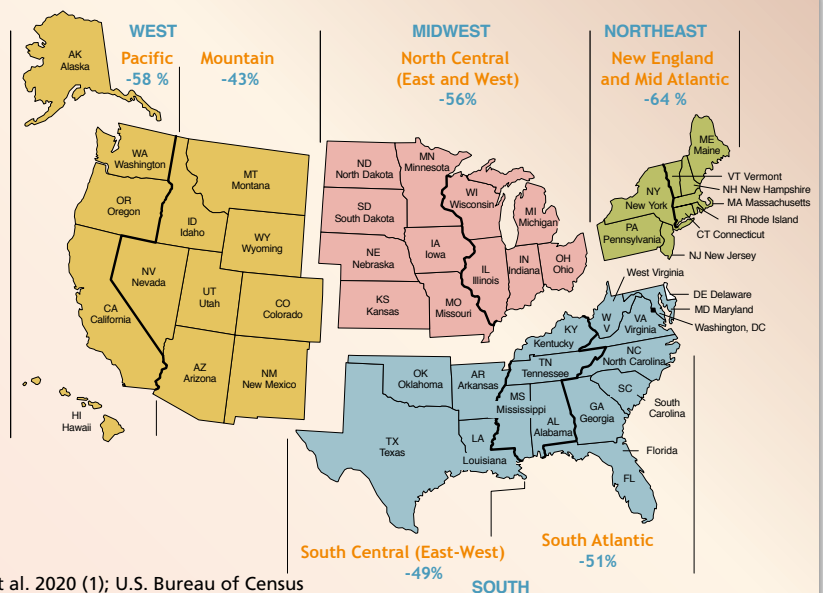 WEST
Pacific
-58 %
Mountain
-43%
MIDWEST
North Central
(East and West)
-56%
NORTHEAST
New England
and Mid Atlantic
-64 %
AK
Alaska
WA
Washington
OR
Oregon
CA
California
NV
Nevada
ID
Idaho
MT
Montana
WY
Wyoming
UT
Utah
CO
Colorado
AZ
Arizona
NM
New Mexico
HI
Hawaii
ND
North Dakota
SD
South Dakota
NE
Nebraska
KS
Kansas
MN
Minnesota
IA
Iowa
MO
Missouri
WI
Wisconsin
IL
Illinois
MI
Michigan
IN
Indiana
OH
Ohio
ME
Maine
NY
New York
PA
Pennsylvania
VT Vermont
NH New Hampshire
MA Massachusetts
RI Rhode Island
CT Connecticut
NJ New Jersey
West Virginia
DE Delaware
MD Maryland
Washington, DC
W
V
VA
Virginia
KY
Kentucky
TN
Tennessee
NC
North Carolina
SC
South
Carolina
OK
Oklahoma
AR
Arkansas
MS
Mississippi
AL
Alabama
GA
Georgia
TX
Texas
LA
Louisiana
Florida
FL
South Central (East-West)
-49%
South Atlantic
-51%
SOUTH
t al. 2020 (1); U.S. Bureau of Census